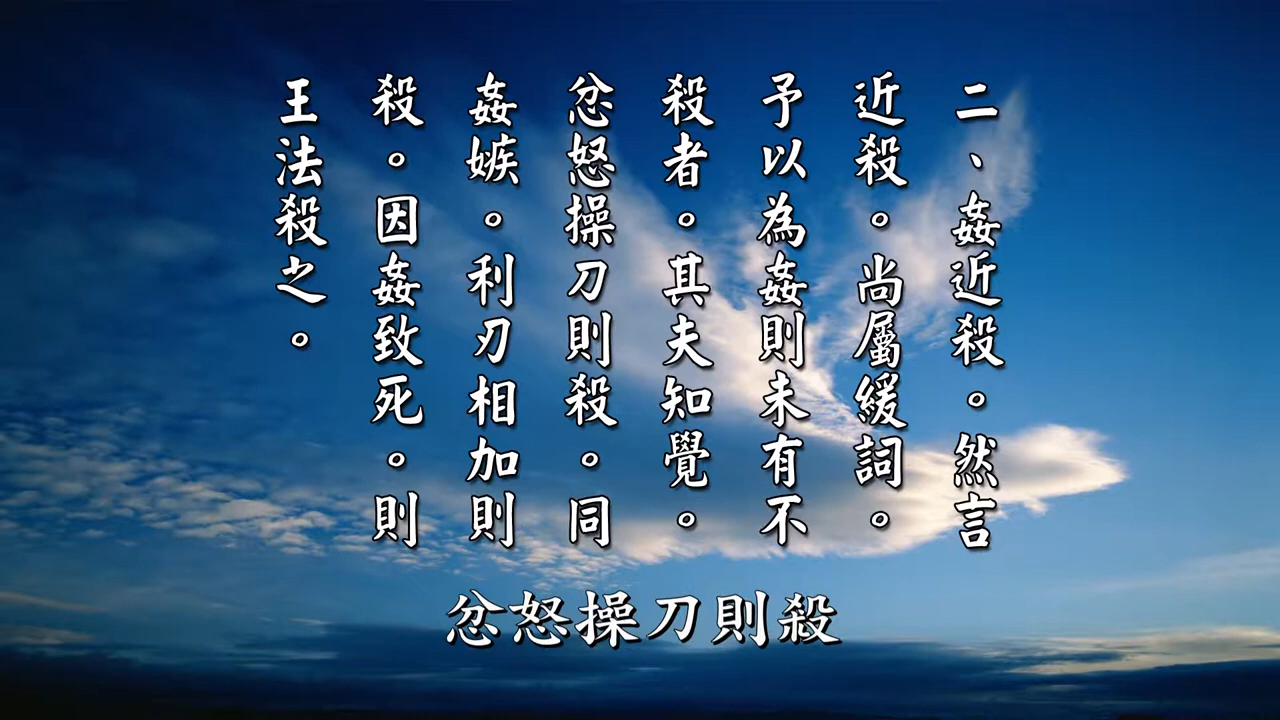 二、姦近殺。然言
近殺。尚屬緩詞。
予以為姦則未有不
殺者。其夫知覺。
忿怒操刀則殺。同
姦嫉。利刃相加則
殺。因姦致死。則
王法殺之。
忿怒操刀則殺